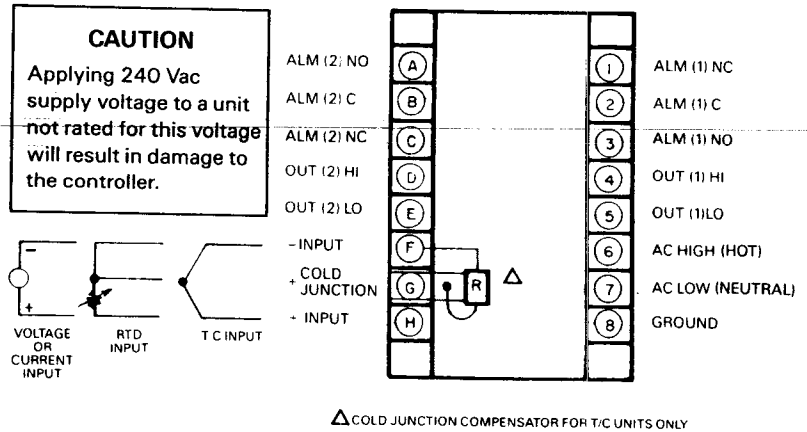 CAUTION
Applying 240 Vac
supply voltage to a unit
not rated for this voltage
will result in damage to
the controller.
ALM (2) NO
ALM (2) C
ALM (2) NC
OUT (2) HI
OUT (2) LO
-INPUT
+ COLD
JUNCTION
+ INPUT
A
B
C
D
E
F
G
H
R
△
1
2
3
4
5
6
7
8
ALM (1) NC
ALM (1) C
ALM (1) NO
OUT (1) HI
OUT (1)LO
AC HIGH (HOT)
AC LOW (NEUTRAL)
GROUND
-
+
VOLTAGE
OR
CURRENT
INPUT
RTD
INPUT
T C INPUT
△COLD JUNCTION COMPENSATOR FOR T/C UNITS ONLY